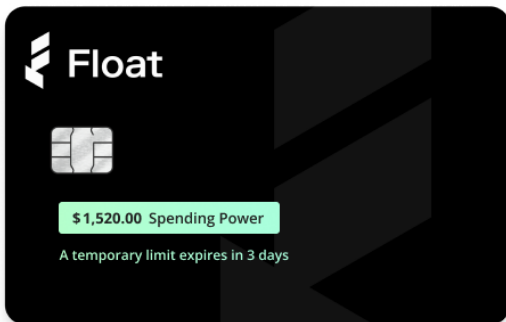 Float
$1,520.00 Spending Power
A temporary limit expires in 3 days